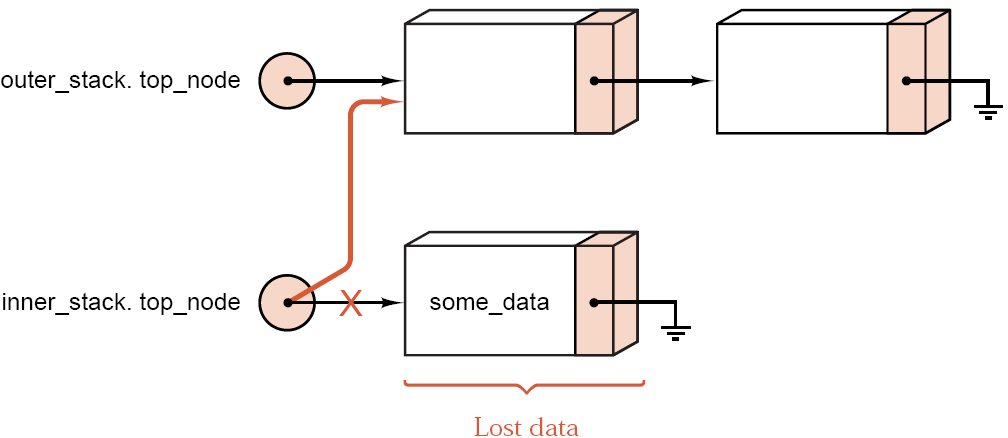 outer_stack. top_node
inner_stack. top_node
X
some_data
Lost data